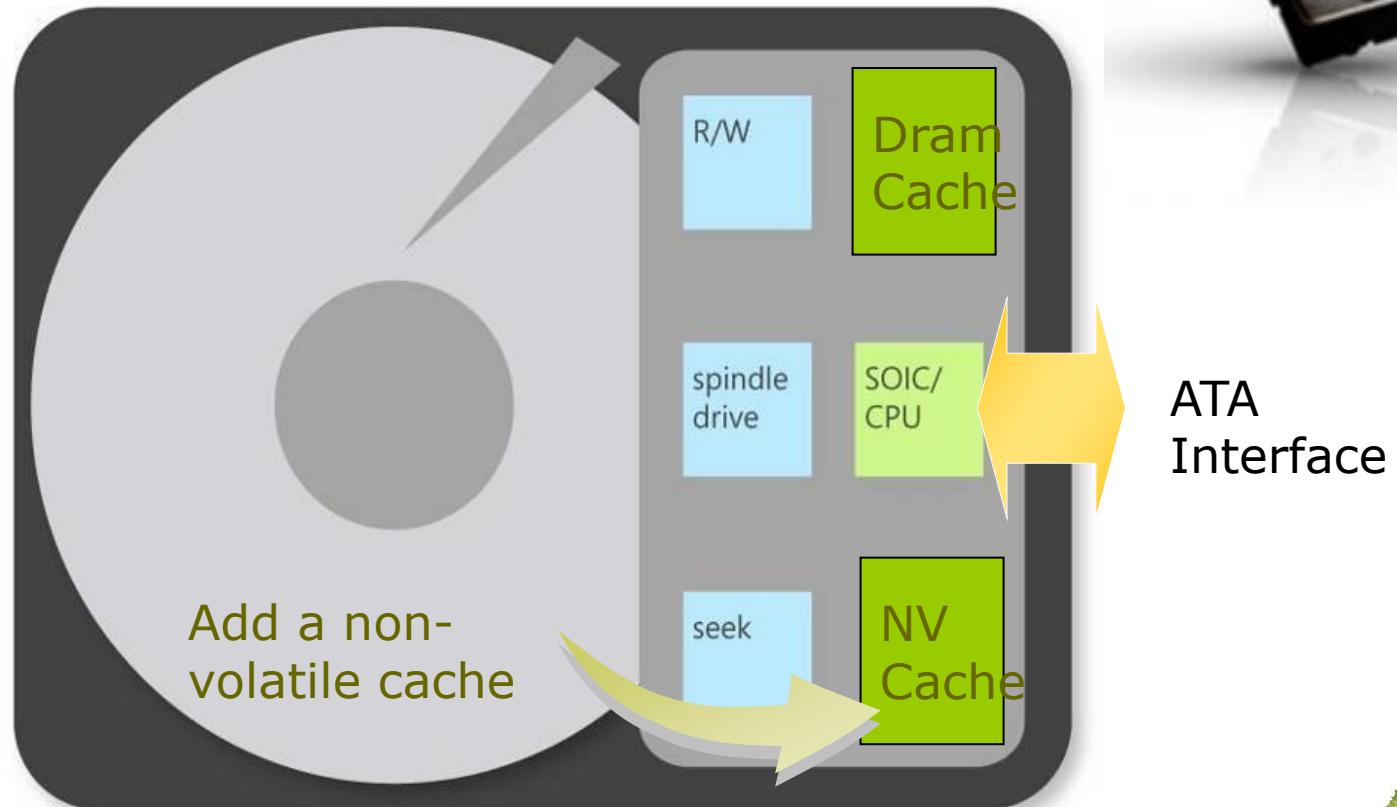 R/W
Dram
Cache
spindle
drive
SOIC/
CPU
ATA
Interface
Add a non-
volatile cache
seek
NV
Cache